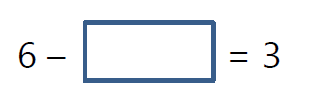 6 – = 3